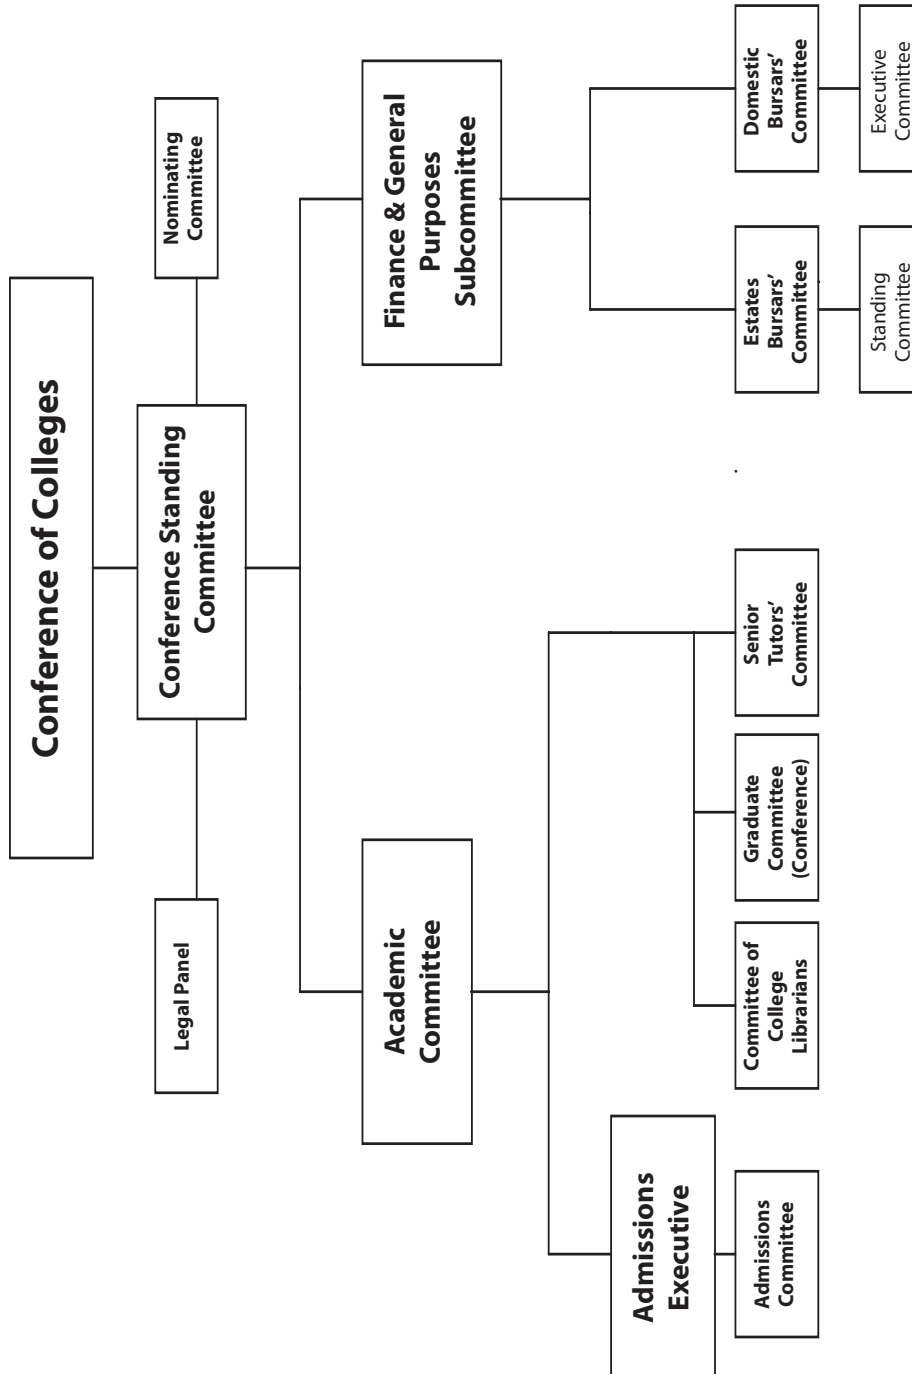 Conference of Colleges
Legal Panel
Conference Standing
Committee
Nominating
Committee
Academic
Committee
Finance & General
Purposes
Subcommittee
Admissions
Executive
Admissions
Committee
Committee of
College
Librarians
Graduate
Committee
(Conference)
Senior
Tutors’
Committee
Estates
Bursars’
Committee
Domestic
Bursars’
Committee
Standing
Committee
Executive
Committee